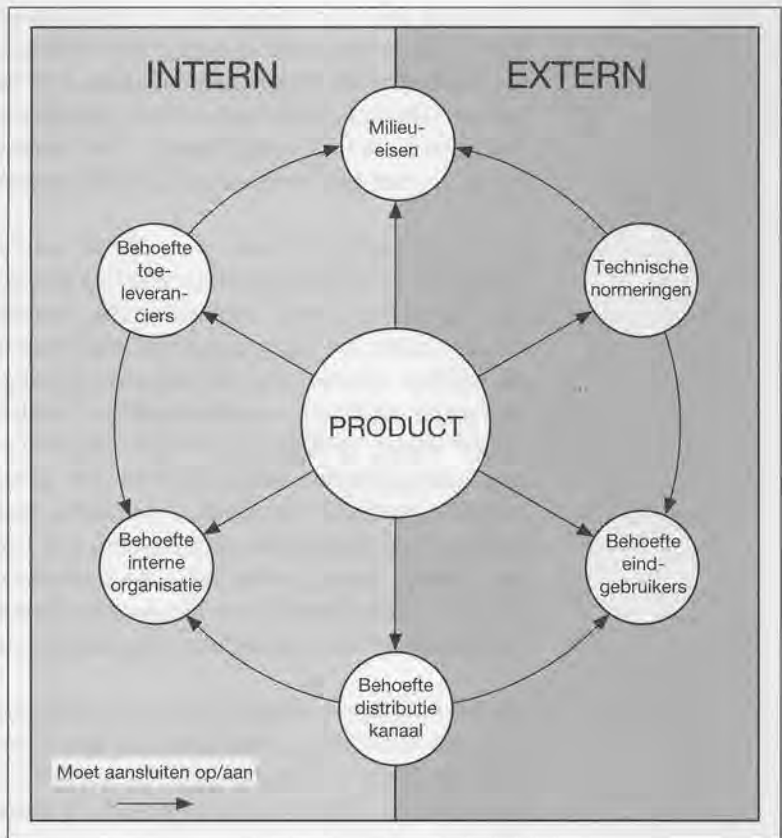 INTERN
EXTERN
Milieu-
eisen
Behoefte
toe-
leveran-
ciers
Technische
normeringen
PRODUCT
Behoefte
interne
organisatie
Behoefte
eind-
gebruikers
Behoefte
distributie
kanaal
Moet aansluiten op/aan